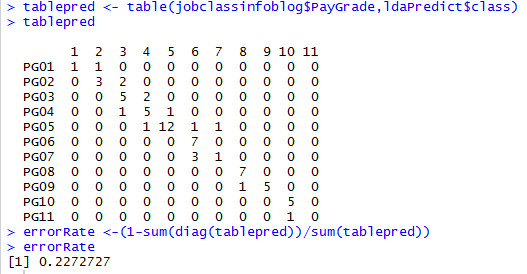 > tablepred <- table(jobclassinfoblog$PayGrade,ldaPredict$class)
> tablepred
1 2 3 4 5 6 7 8 9 10 11
PG01 1 1 0 0 0 0 0 0 0 0 0
PG02 0 3 2 0 0 0 0 0 0 0 0
PG03 0 0 5 2 0 0 0 0 0 0 0
PG04 0 0 1 5 1 0 0 0 0 0 0
PG05 0 0 0 1 12 1 1 0 0 0 0
PG06 0 0 0 0 0 7 0 0 0 0 0
PG07 0 0 0 0 0 3 1 0 0 0 0
PG08 0 0 0 0 0 0 0 7 0 0 0
PG09 0 0 0 0 0 0 0 1 5 0 0
PG10 0 0 0 0 0 0 0 0 0 5 0
PG11 0 0 0 0 0 0 0 0 0 1 0
> errorRate <-(1-sum(diag(tablepred))/sum(tablepred))
> errorRate
[1] 0.2272727